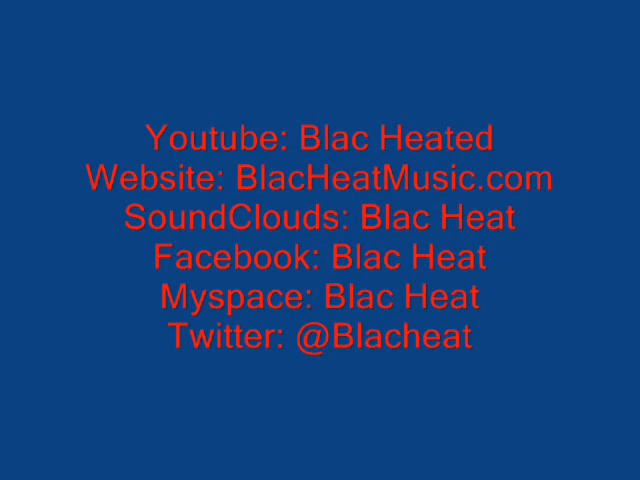 Youtube: Blac Heated
Website: BlacHeatMusic.com
SoundClouds: Blac Heat
Facebook: Blac Heat
Myspace: Blac Heat
Twitter: @Blacheat